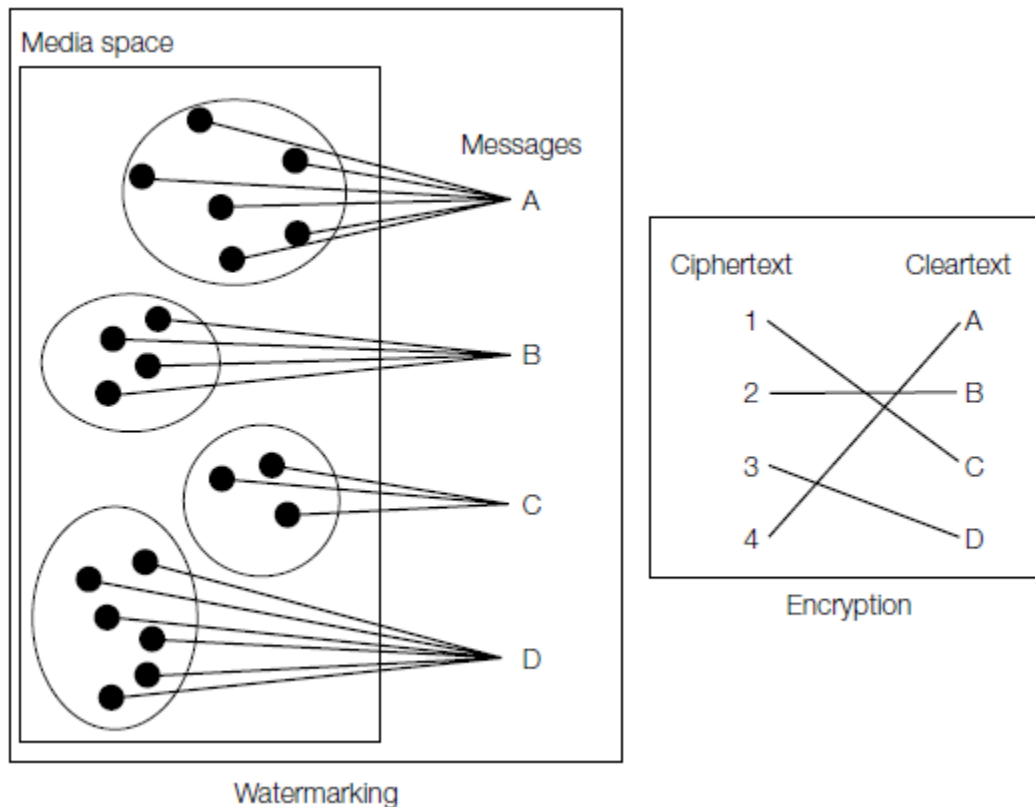 Media space
Messages
A
B
C
D
Watermarking
Ciphertext Cleartext
1 A
2 B
3 C
4 D
Encryption